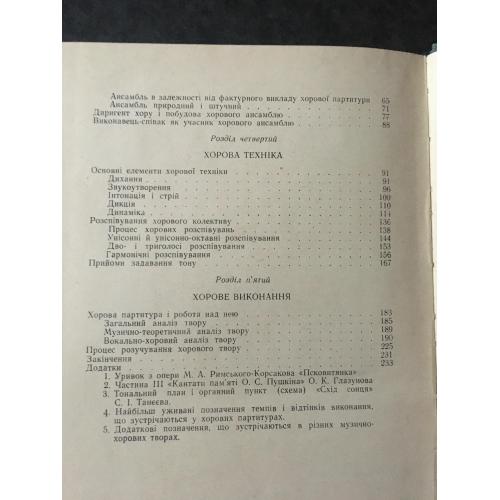 Ансамбль в залежності від фактурного викладу хорової партитури 65
Ансамбль природний і штучний 71
Диригент хору і побудова хорового ансамблю 77
Виконавець-співак як учасник хорового ансамблю 88
Розділ четвертий
ХОРОВА ТЕХНІКА
Основні елементи хорової техніки 91
Дихання 91
Звукоутворення 96
Інтонація і стрій 100
Дикція 110
Динаміка 114
Розспівування хорового колективу 136
Процес хорових розспівувань 138
Унісонні й унісонно-октавні розспівування 144
Дво- і триголосі розспівування 153
Гармонічні розспівування 156
Прийоми задавання тону 167
Розділ п'ятий
ХОРОВЕ ВИКОНАННЯ
Хорова партитура і робота над нею 183
Загальний аналіз твору 185
Музично-теоретичний аналіз твору 189
Вокально-хоровий аналіз твору 190
Процес розучування хорового твору 225
Закінчення 231
Додатки 233
1. Уривок з опери М. А. Римського-Корсакова «Псковитянка»
2. Частина III «Кантати пам'яті О. С. Пушкіна» О. К. Глазунова
3. Тональний план і органний пункт (схема) «Схід сонця»
С. І. Танєєва.
4. Найбільш уживані позначення темпів і відтінків виконання,
що зустрічаються у хорових партитурах.
5. Додаткові позначення, що зустрічаються в різних музично-
хорових творах.